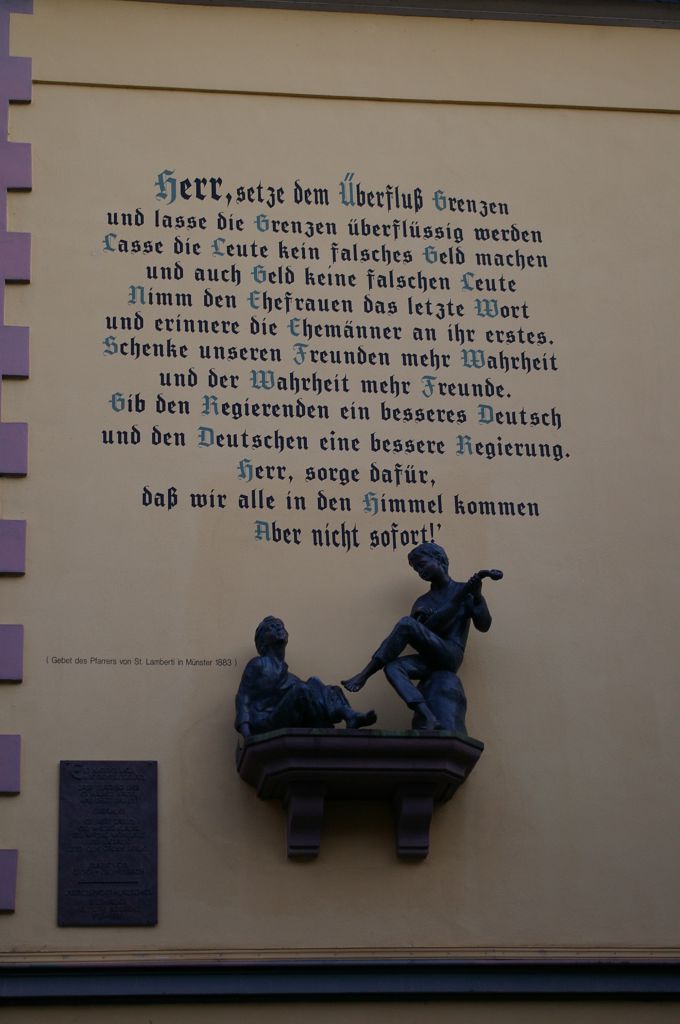 Herr, setze dem Überfluß Grenzen
und lasse die Grenzen überflüssig werden
Lasse die Leute kein falsches Geld machen
und auch Geld keine falschen Leute
Nimm den Ehefrauen das letzte Wort
und erinnere die Ehemänner an ihr erstes.
Schenke unseren Freunden mehr Wahrheit
und der Wahrheit mehr Freunde.
Gib den Regierenden ein besseres Deutsch
und den Deutschen eine bessere Regierung.
Herr, sorge dafür,
daß wir alle in den Himmel kommen
Aber nicht sofort!'
( Gebet des Pfarrers von St. Lamberti in Münster 1883 )